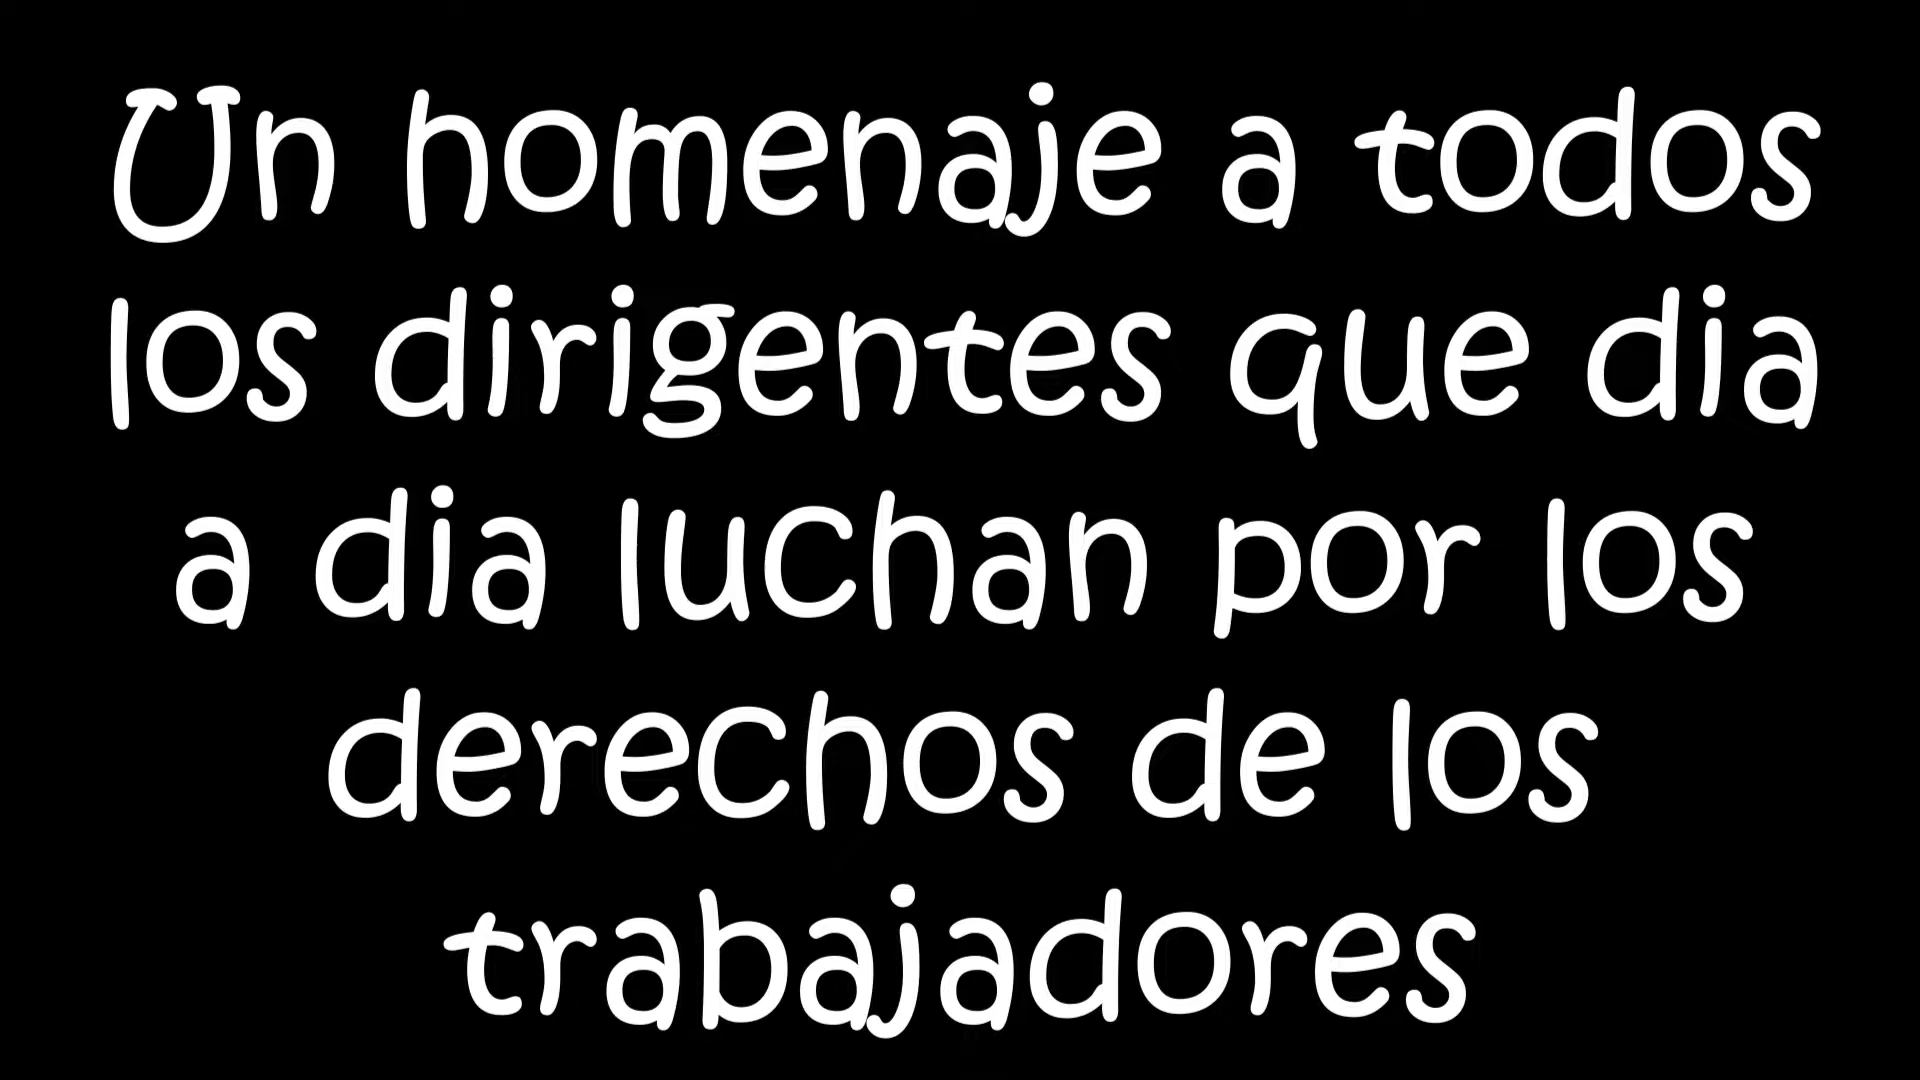 Un homenaje a todos
los dirigentes que dia
a dia luchan por los
derechos de los
trabajadores